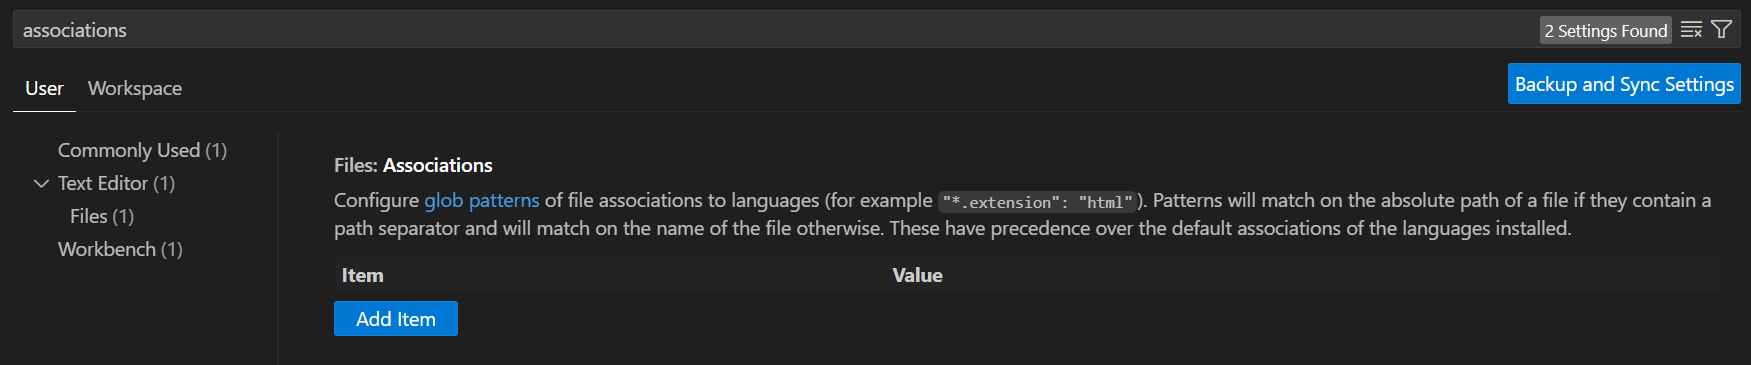 associations
2 Settings Found
User Workspace
Backup and Sync Settings
Commonly Used (1)
Text Editor (1)
Files (1)
Workbench (1)
Files: Associations
Configure glob patterns of file associations to languages (for example "*.extension": "html"). Patterns will match on the absolute path of a file if they contain a
path separator and will match on the name of the file otherwise. These have precedence over the default associations of the languages installed.
Item Value
Add Item